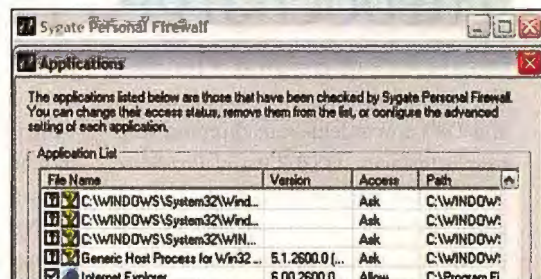 Sygate Personal Firewall
Applications
The applications listed below are those that have been checked by Sygate Personal Firewall.
You can change their access status, remove them from the list, or configure the advanced
setting of each application.
Application List
File Name Version Access Path
C:\WINDOWS\System32\Wind... Ask C:\WINDOW:
C:\WINDOWS\System32\Wind... Ask C:\WINDOW:
C:\WINDOWS\System32\WIN... Ask C:\WINDOW:
Generic Host Process for Win32 ... 5.1.2600.0 (... Ask C:\WINDOW:
Internet Explorer 6.00.2600.0 Allow C:\Program Fi